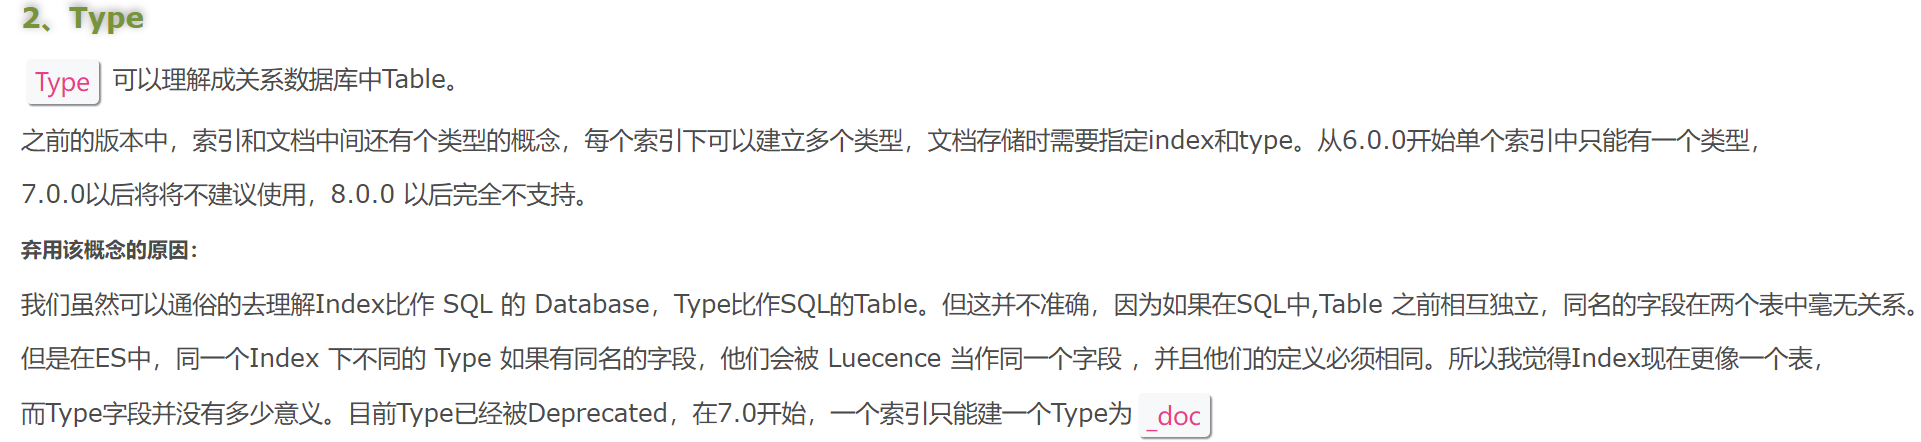 2、Type
Type 可以理解成关系数据库中Table。
之前的版本中，索引和文档中间还有个类型的概念，每个索引下可以建立多个类型，文档存储时需要指定index和type。从6.0.0开始单个索引中只能有一个类型，
7.0.0以后将将不建议使用，8.0.0 以后完全不支持。
弃用该概念的原因：
我们虽然可以通俗的去理解Index比作 SQL 的 Database，Type比作SQL的Table。但这并不准确，因为如果在SQL中,Table 之前相互独立，同名的字段在两个表中毫无关系。
但是在ES中，同一个Index 下不同的 Type 如果有同名的字段，他们会被 Luecence 当作同一个字段 ，并且他们的定义必须相同。所以我觉得Index现在更像一个表，
而Type字段并没有多少意义。目前Type已经被Deprecated，在7.0开始，一个索引只能建一个Type为 _doc